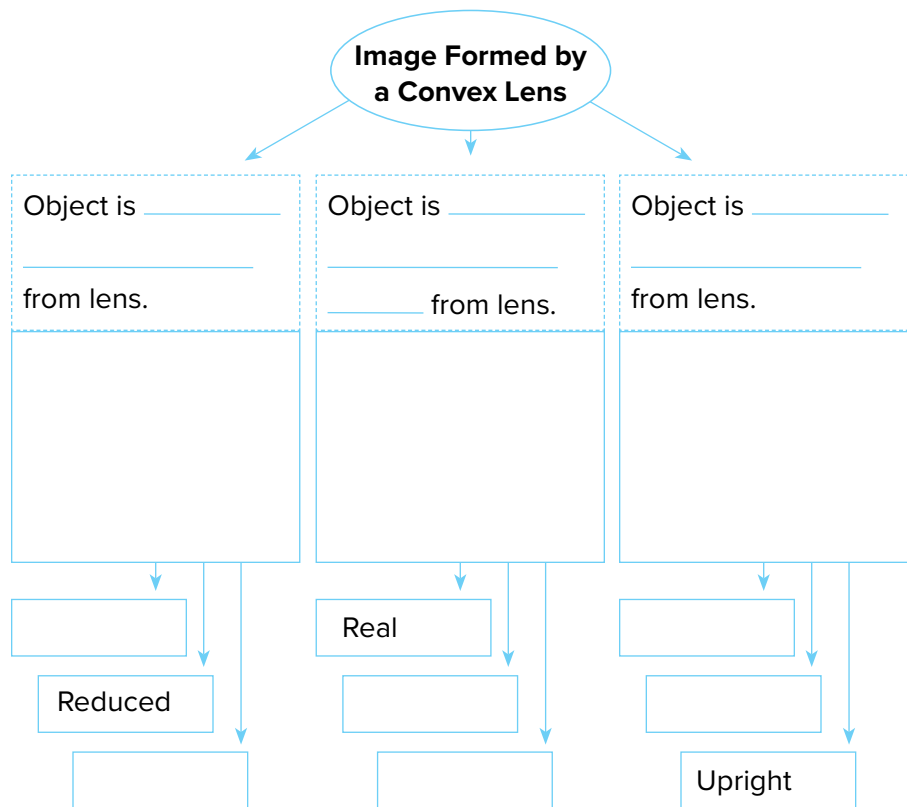 Image Formed by
a Convex Lens
Object is
from lens.
Object is
from lens.
Object is
from lens.
Reduced
Real
Upright